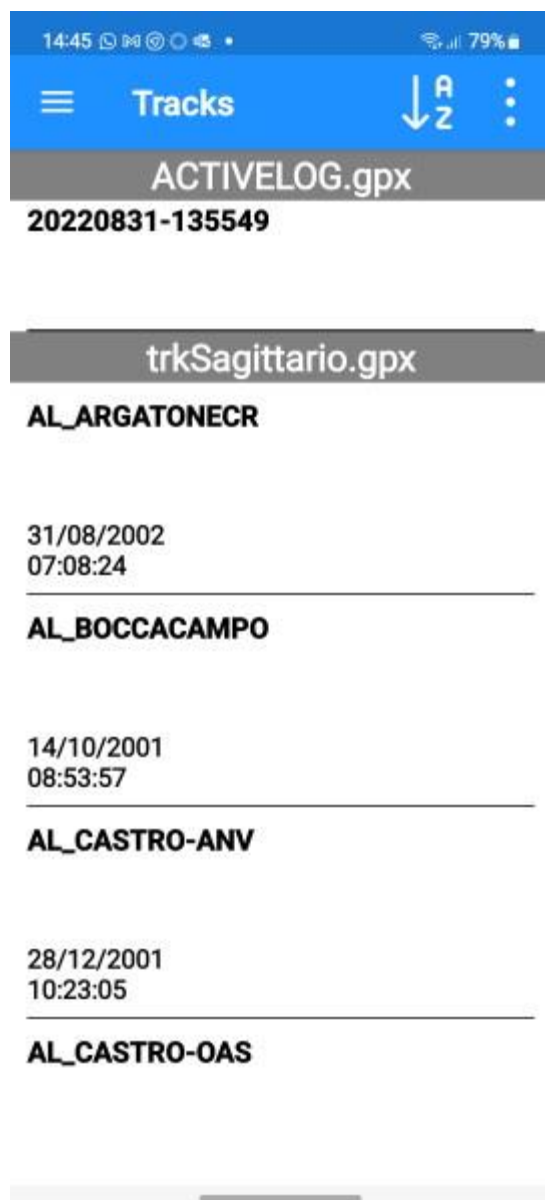 14:45 79%
Tracks A Z
ACTIVELOG.gpx
20220831-135549
trkSagittario.gpx
AL_ARGATONECR
31/08/2002
07:08:24
AL_BOCCACAMPO
14/10/2001
08:53:57
AL_CASTRO-ANV
28/12/2001
10:23:05
AL_CASTRO-OAS